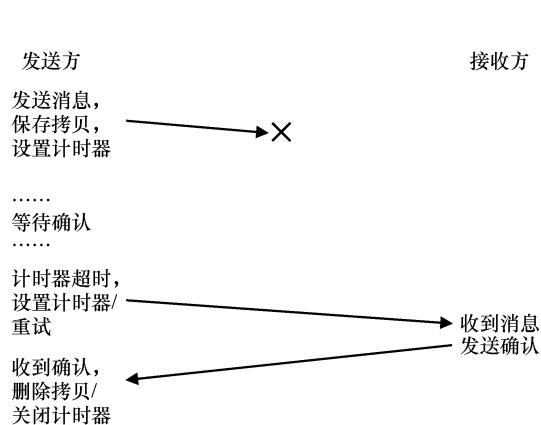 发送方
接收方
发送消息，
保存拷贝，
设置计时器
……
等待确认
……
计时器超时，
设置计时器/
重试
收到消息
发送确认
收到确认，
删除拷贝/
关闭计时器